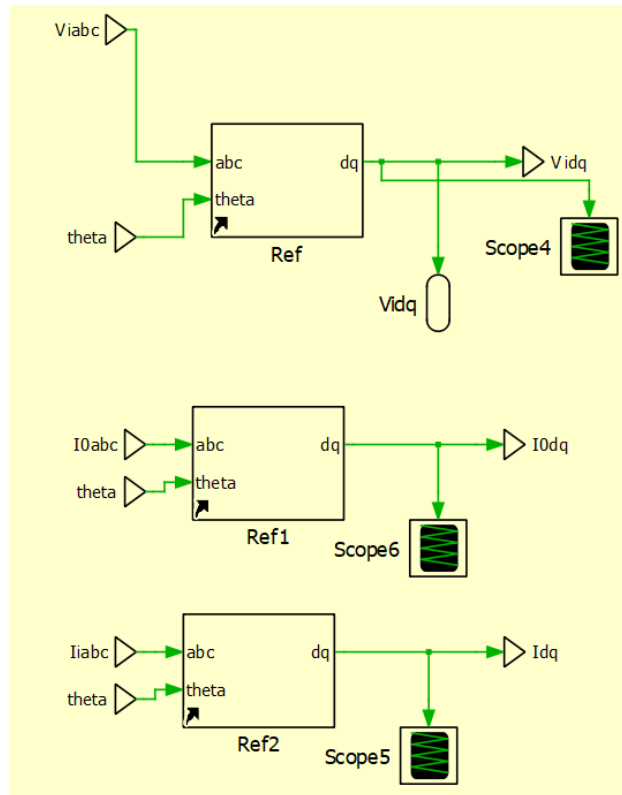 Viabc
abc
dq
Vidq
theta
theta
Ref
Scope4
Vidq
I0abc
abc
dq
I0dq
theta
theta
Ref1
Scope6
Iiabc
abc
dq
Idq
theta
theta
Ref2
Scope5